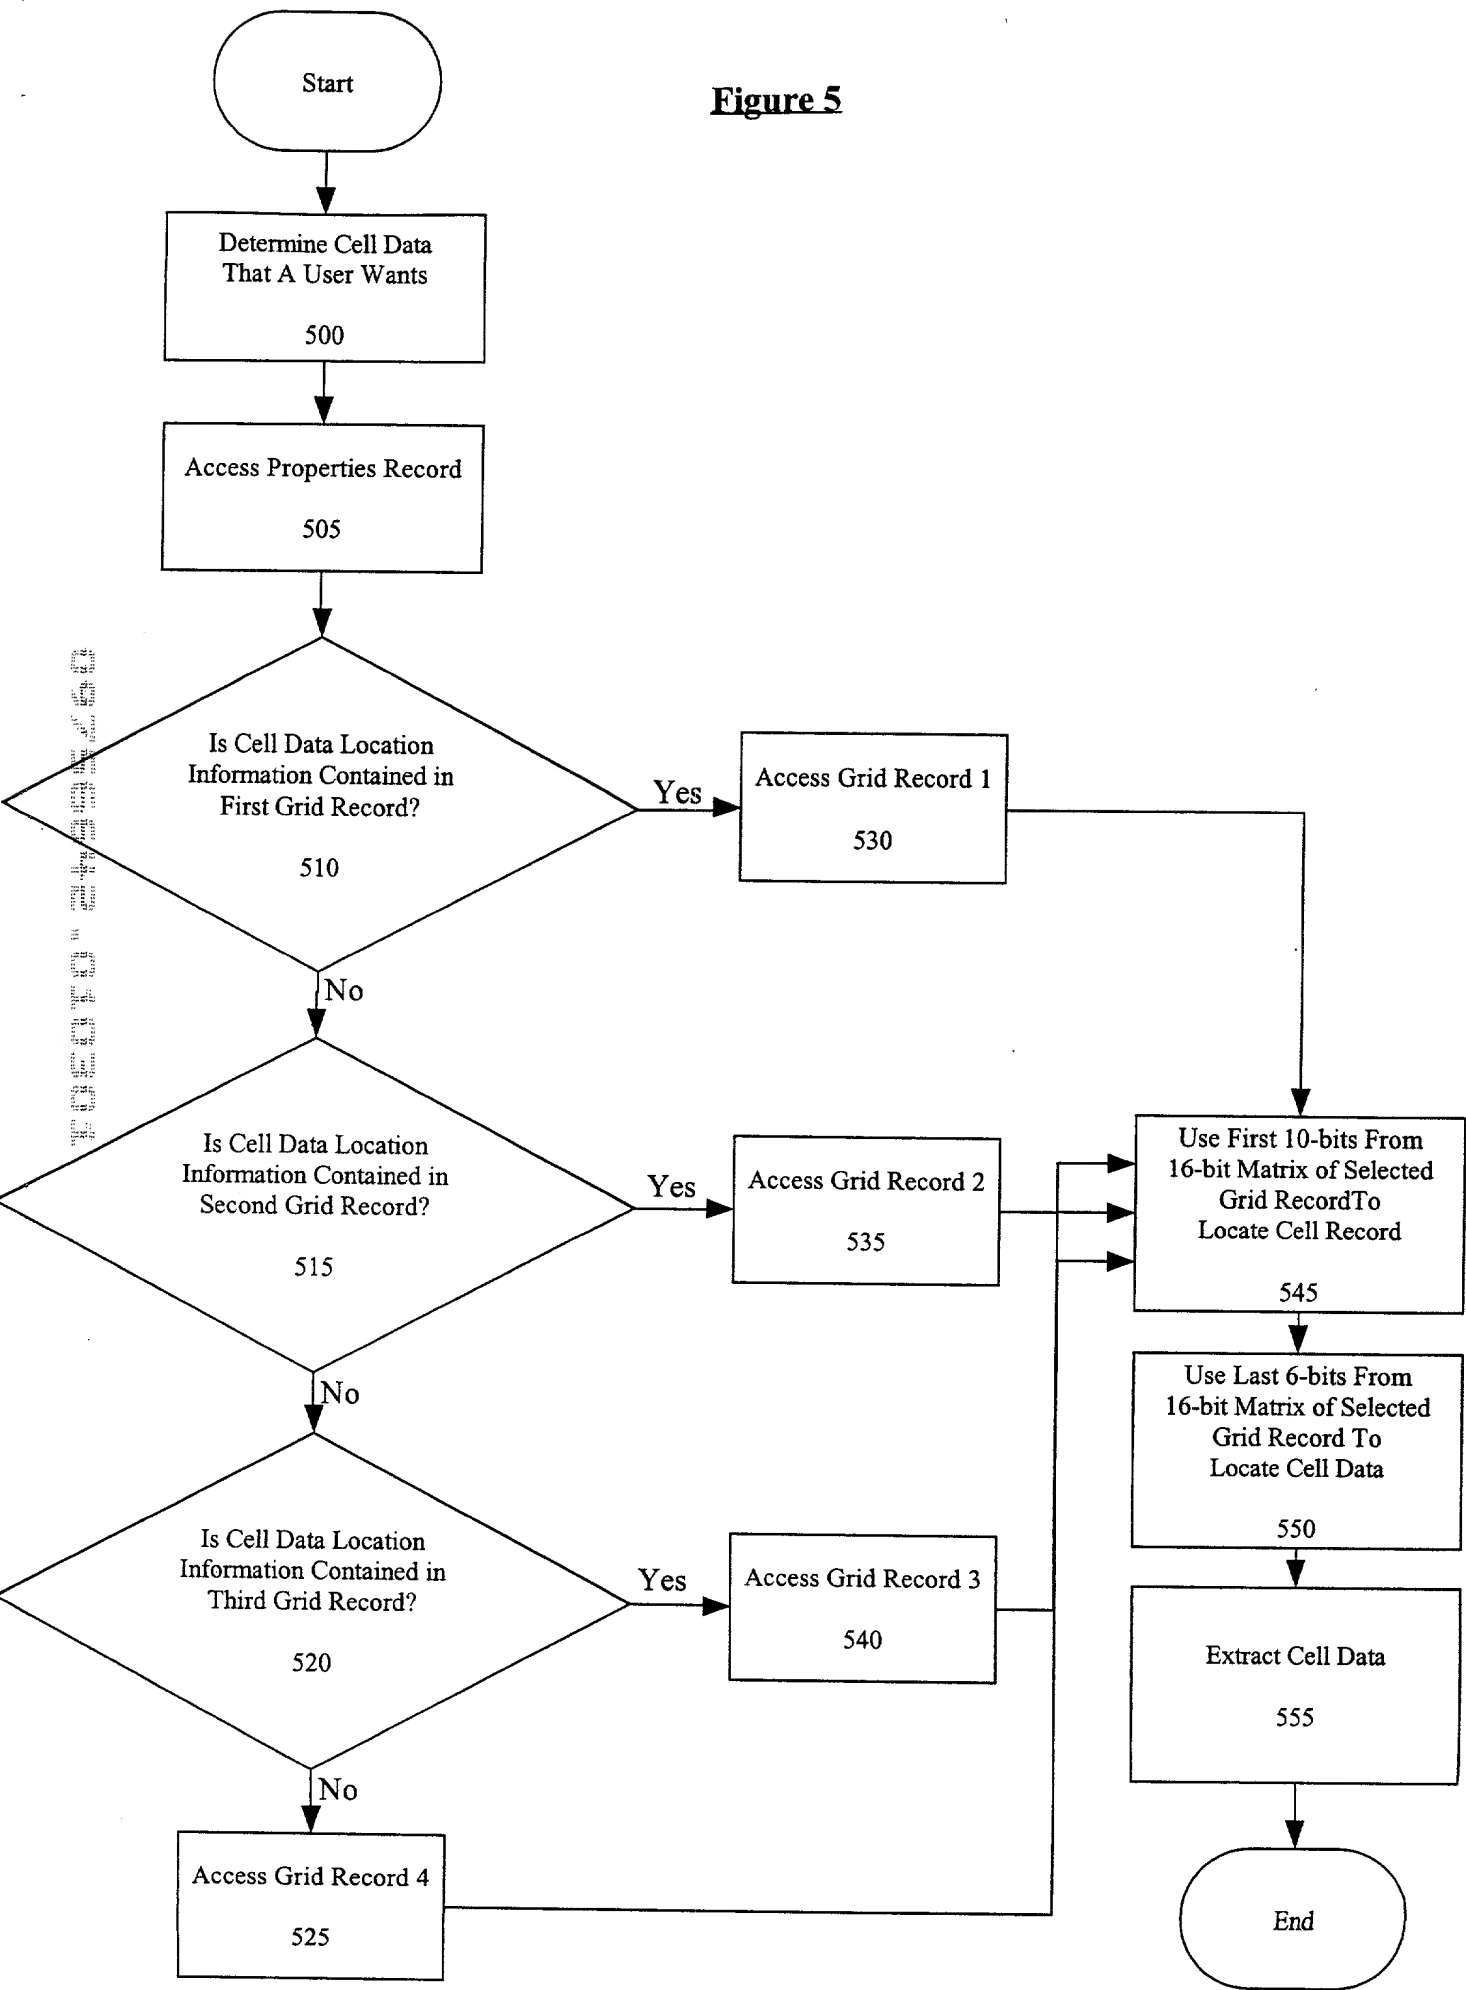 Start
Figure 5
Determine Cell Data
That A User Wants
500
Access Properties Record
505
Is Cell Data Location
Information Contained in
First Grid Record?
510
Yes
Access Grid Record 1
530
No
Is Cell Data Location
Information Contained in
Second Grid Record?
515
Yes
Access Grid Record 2
535
Use First 10-bits From
16-bit Matrix of Selected
Grid RecordTo
Locate Cell Record
545
No
Use Last 6-bits From
16-bit Matrix of Selected
Grid Record To
Locate Cell Data
550
Is Cell Data Location
Information Contained in
Third Grid Record?
520
Yes
Access Grid Record 3
540
Extract Cell Data
555
No
Access Grid Record 4
525
End